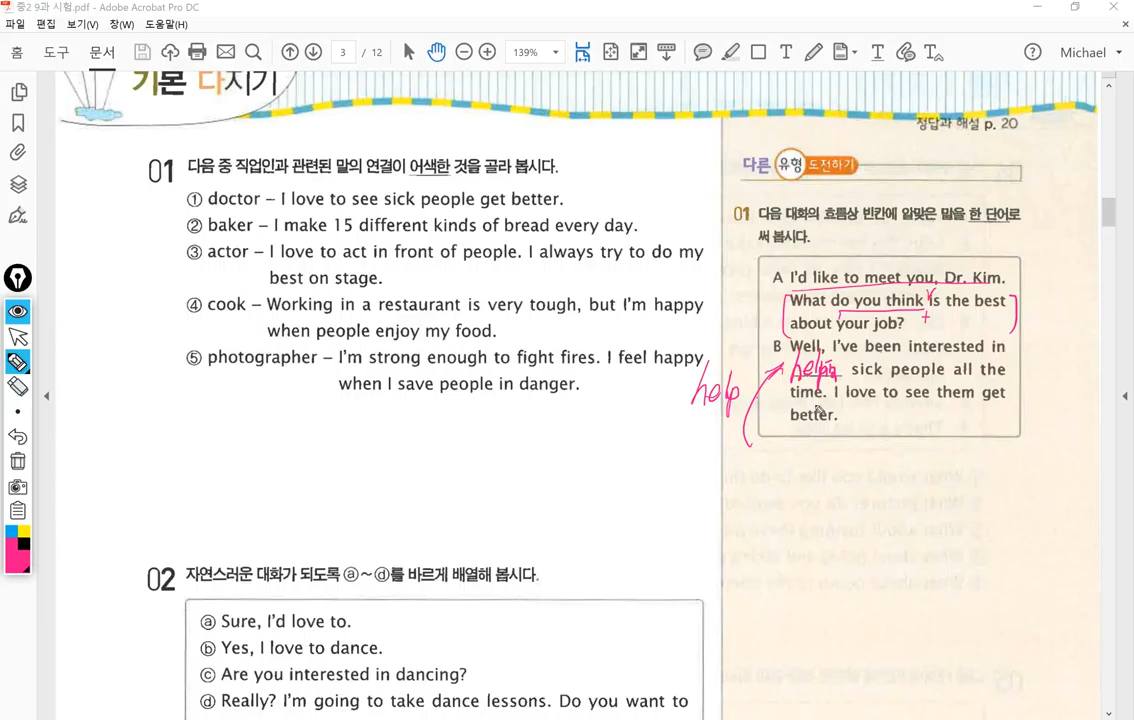 중2 9과 시험.pdf - Adobe Acrobat Pro DC
파일 편집 보기(V) 창(W) 도움말(H)
홈 도구 문서 3 / 12 139% Michael
기본 다지기
정답과 해설 p. 20
01 다음 중 직업인과 관련된 말의 연결이 어색한 것을 골라 봅시다.
① doctor – I love to see sick people get better.
② baker – I make 15 different kinds of bread every day.
③ actor – I love to act in front of people. I always try to do my
best on stage.
④ cook – Working in a restaurant is very tough, but I'm happy
when people enjoy my food.
⑤ photographer – I'm strong enough to fight fires. I feel happy
when I save people in danger.
02 자연스러운 대화가 되도록 ⓐ~ⓓ를 바르게 배열해 봅시다.
ⓐ Sure, I'd love to.
ⓑ Yes, I love to dance.
ⓒ Are you interested in dancing?
ⓓ Really? I'm going to take dance lessons. Do you want to
다른 유형 도전하기
01 다음 대화의 흐름상 빈칸에 알맞은 말을 한 단어로
써 봅시다.
A I'd like to meet you, Dr. Kim.
What do you think is the best
about your job?
B Well, I've been interested in
sick people all the
time. I love to see them get
better.
help